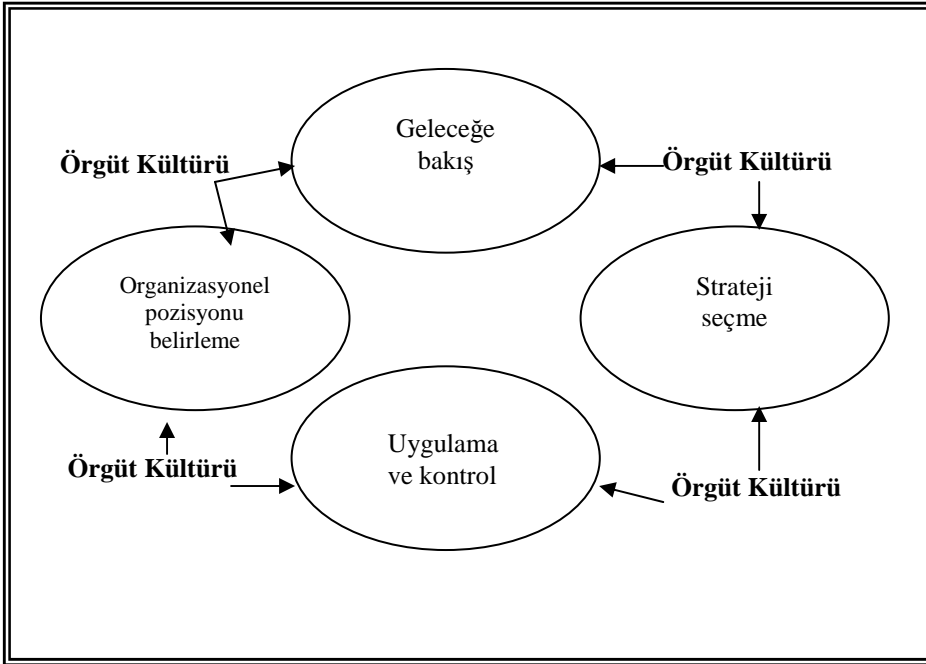 Geleceğe
bakış
Örgüt Kültürü
Örgüt Kültürü
Organizasyonel
pozisyonu
belirleme
Strateji
seçme
Uygulama
ve kontrol
Örgüt Kültürü
Örgüt Kültürü